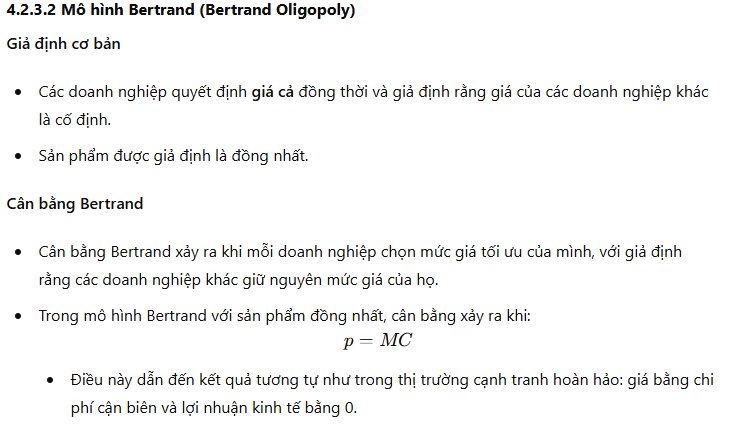 4.2.3.2 Mô hình Bertrand (Bertrand Oligopoly)
Giả định cơ bản
• Các doanh nghiệp quyết định giá cả đồng thời và giả định rằng giá của các doanh nghiệp khác
là cố định.
• Sản phẩm được giả định là đồng nhất.
Cân bằng Bertrand
• Cân bằng Bertrand xảy ra khi mỗi doanh nghiệp chọn mức giá tối ưu của mình, với giả định
rằng các doanh nghiệp khác giữ nguyên mức giá của họ.
• Trong mô hình Bertrand với sản phẩm đồng nhất, cân bằng xảy ra khi:
p = MC
• Điều này dẫn đến kết quả tương tự như trong thị trường cạnh tranh hoàn hảo: giá bằng chi
phí cận biên và lợi nhuận kinh tế bằng 0.